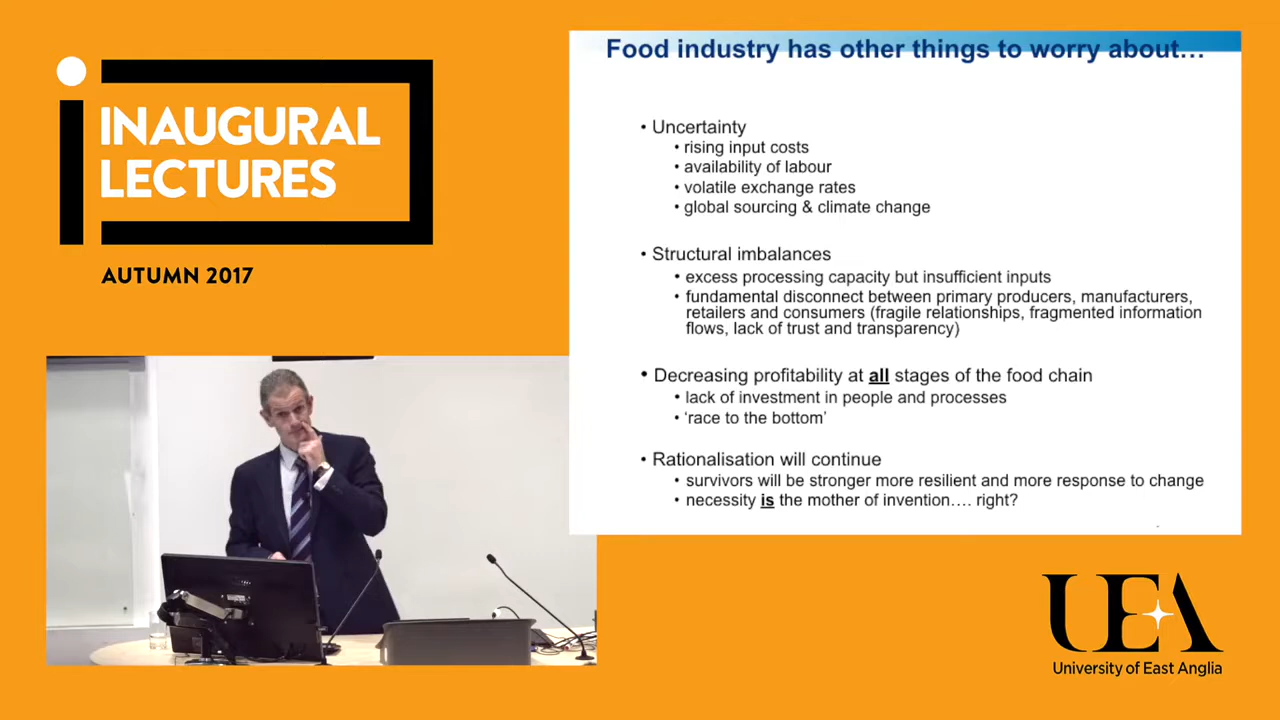 INAUGURAL
LECTURES
AUTUMN 2017
Food industry has other things to worry about…
• Uncertainty
• rising input costs
• availability of labour
• volatile exchange rates
• global sourcing & climate change
• Structural imbalances
• excess processing capacity but insufficient inputs
• fundamental disconnect between primary producers, manufacturers,
retailers and consumers (fragile relationships, fragmented information
flows, lack of trust and transparency)
• Decreasing profitability at all stages of the food chain
• lack of investment in people and processes
• ‘race to the bottom’
• Rationalisation will continue
• survivors will be stronger more resilient and more response to change
• necessity is the mother of invention…. right?
UEA
University of East Anglia